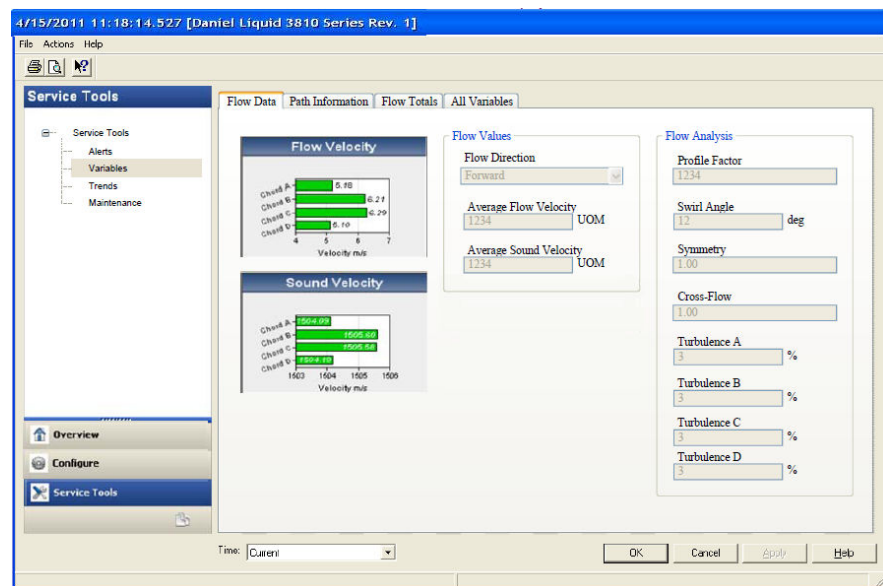 4/15/2011 11:18:14.527 [Daniel Liquid 3810 Series Rev. 1]
File Actions Help
Service Tools
Service Tools
Alerts
Variables
Trends
Maintenance
Overview
Configure
Service Tools
Flow Data Path Information Flow Totals All Variables
Flow Velocity
Chord A 5.18
Chord B 6.21
Chord C 6.29
Chord D 5.10
4 5 6 7
Velocity m/s
Sound Velocity
Chord A 1504.09
Chord B 1505.60
Chord C 1505.58
Chord D 1504.10
1503 1504 1505 1506
Velocity m/s
Flow Values
Flow Direction
Forward
Average Flow Velocity
1234 UOM
Average Sound Velocity
1234 UOM
Flow Analysis
Profile Factor
1234
Swirl Angle
12 deg
Symmetry
1.00
Cross-Flow
1.00
Turbulence A
3 %
Turbulence B
3 %
Turbulence C
3 %
Turbulence D
3 %
Time: Current
OK Cancel Apply Help